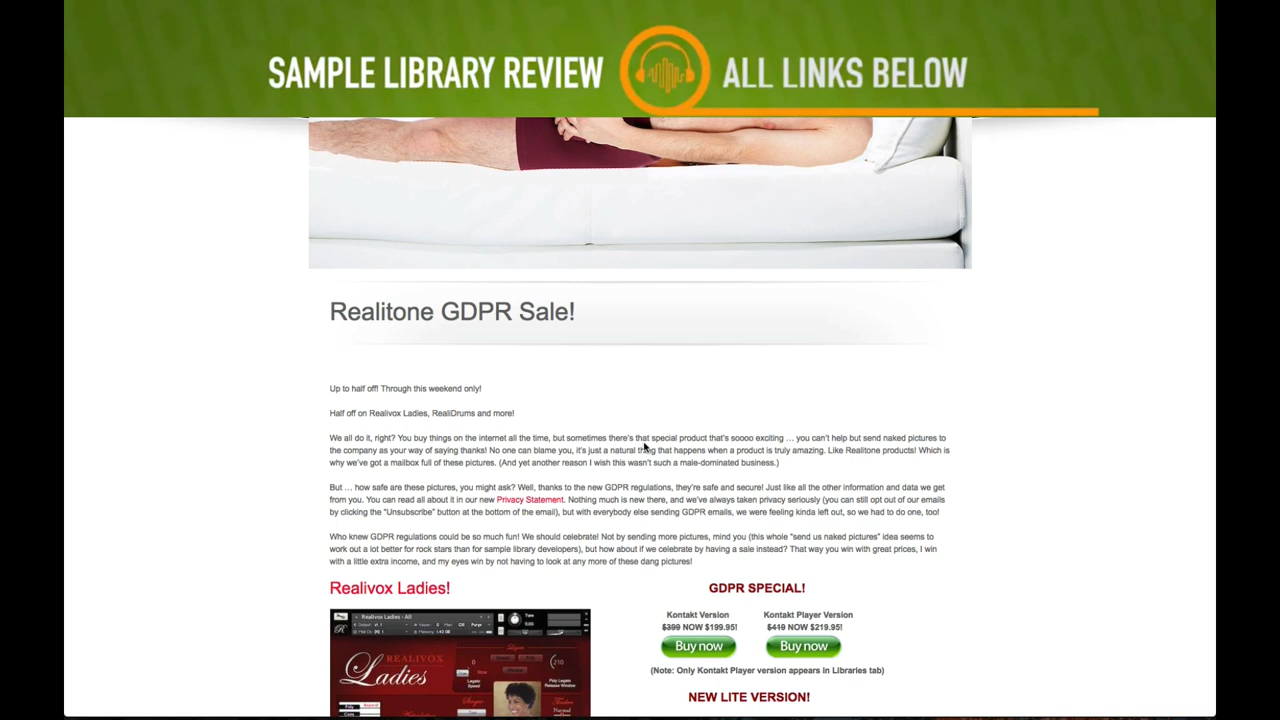 SAMPLE LIBRARY REVIEW ALL LINKS BELOW
Realitone GDPR Sale!
Up to half off! Through this weekend only!
Half off on Realivox Ladies, RealiDrums and more!
We all do it, right? You buy things on the internet all the time, but sometimes there's that special product that's soooo exciting … you can't help but send naked pictures to
the company as your way of saying thanks! No one can blame you, it's just a natural thing that happens when a product is truly amazing. Like Realitone products! Which is
why we've got a mailbox full of these pictures. (And yet another reason I wish this wasn't such a male-dominated business.)
But … how safe are these pictures, you might ask? Well, thanks to the new GDPR regulations, they're safe and secure! Just like all the other information and data we get
from you. You can read all about it in our new Privacy Statement. Nothing much is new there, and we've always taken privacy seriously (you can still opt out of our emails
by clicking the "Unsubscribe" button at the bottom of the email), but with everybody else sending GDPR emails, we were feeling kinda left out, so we had to do one, too!
Who knew GDPR regulations could be so much fun! We should celebrate! Not by sending more pictures, mind you (this whole "send us naked pictures" idea seems to
work out a lot better for rock stars than for sample library developers), but how about if we celebrate by having a sale instead? That way you win with great prices, I win
with a little extra income, and my eyes win by not having to look at any more of these dang pictures!
Realivox Ladies!
GDPR SPECIAL!
Kontakt Version Kontakt Player Version
$399 NOW $199.95! $419 NOW $219.95!
Buy now Buy now
(Note: Only Kontakt Player version appears in Libraries tab)
NEW LITE VERSION!
Realivox Ladies - All
REALIVOX
Ladies
0
210
Legato
Speed
Poly Legato
Release Window